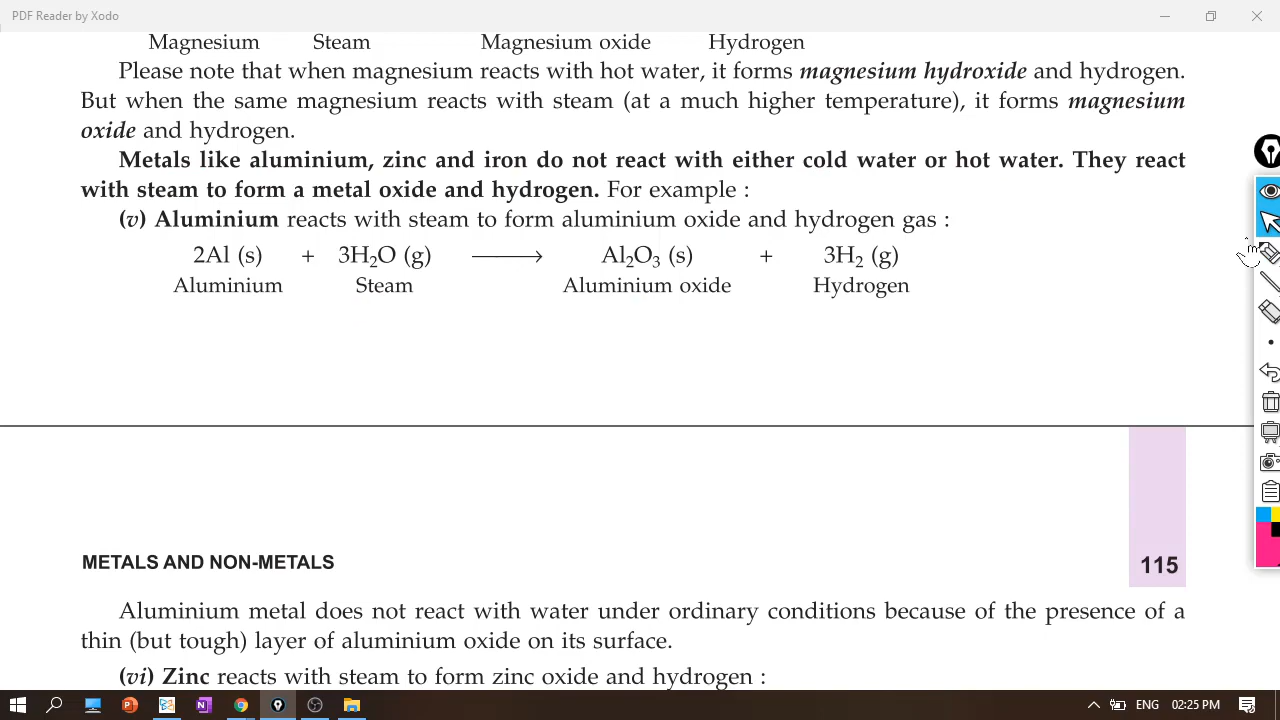 PDF Reader by Xodo
Magnesium Steam Magnesium oxide Hydrogen
Please note that when magnesium reacts with hot water, it forms magnesium hydroxide and hydrogen.
But when the same magnesium reacts with steam (at a much higher temperature), it forms magnesium
oxide and hydrogen.
Metals like aluminium, zinc and iron do not react with either cold water or hot water. They react
with steam to form a metal oxide and hydrogen. For example :
(v) Aluminium reacts with steam to form aluminium oxide and hydrogen gas :
2Al (s) + 3H₂O (g) ⟶ Al₂O₃ (s) + 3H₂ (g)
Aluminium Steam Aluminium oxide Hydrogen
METALS AND NON-METALS 115
Aluminium metal does not react with water under ordinary conditions because of the presence of a
thin (but tough) layer of aluminium oxide on its surface.
(vi) Zinc reacts with steam to form zinc oxide and hydrogen :
ENG 02:25 PM